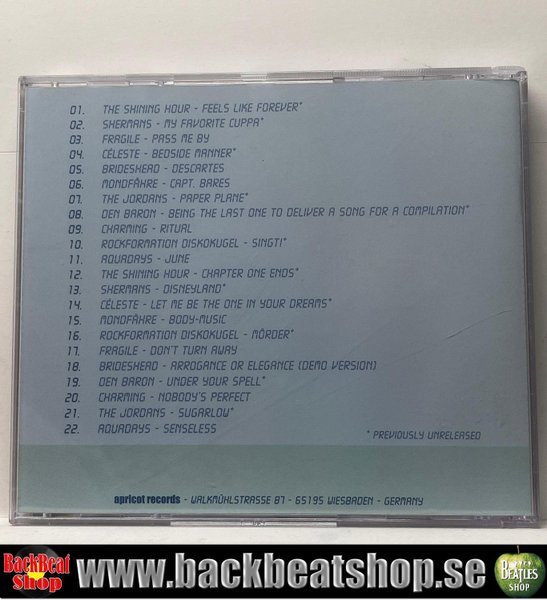 01. THE SHINING HOUR - FEELS LIKE FOREVER*
02. SHERMANS - MY FAVORITE CUPPA*
03. FRAGILE - PASS ME BY
04. CÉLESTE - BEDSIDE MANNER*
05. BRIDESHEAD - DESCARTES
06. MONDFÄHRE - CAPT. BARES
07. THE JORDANS - PAPER PLANE*
08. DEN BARON - BEING THE LAST ONE TO DELIVER A SONG FOR A COMPILATION*
09. CHARMING - RITUAL
10. ROCKFORMATION DISKOKUGEL - SINGT!*
11. AQUADAYS - JUNE
12. THE SHINING HOUR - CHAPTER ONE ENDS*
13. SHERMANS - DISNEYLAND*
14. CÉLESTE - LET ME BE THE ONE IN YOUR DREAMS*
15. MONDFÄHRE - BODY-MUSIC
16. ROCKFORMATION DISKOKUGEL - MÖRDER*
17. FRAGILE - DON'T TURN AWAY
18. BRIDESHEAD - ARROGANCE OR ELEGANCE (DEMO VERSION)
19. DEN BARON - UNDER YOUR SPELL*
20. CHARMING - NOBODY'S PERFECT
21. THE JORDANS - SUGARLOW*
22. AQUADAYS - SENSELESS
* PREVIOUSLY UNRELEASED
apricot records - WALKMÜHLSTRASSE 87 - 65195 WIESBADEN - GERMANY
BackBeat
Shop
www.backbeatshop.se
BEATLES
SHOP